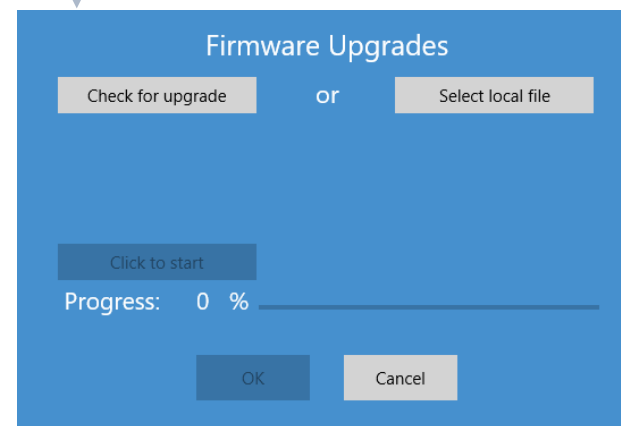 Firmware Upgrades
Check for upgrade or Select local file
Click to start
Progress: 0 %
OK Cancel